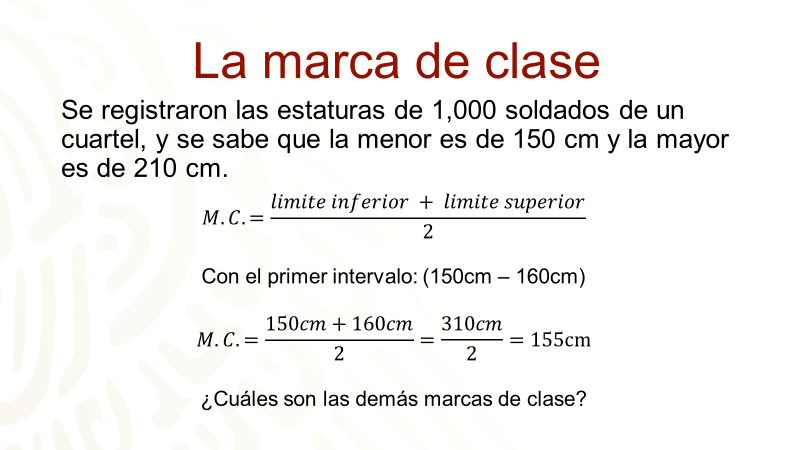 La marca de clase
Se registraron las estaturas de 1,000 soldados de un
cuartel, y se sabe que la menor es de 150 cm y la mayor
es de 210 cm.
M. C. = (limite inferior + limite superior) / 2
Con el primer intervalo: (150cm – 160cm)
M. C. = (150cm + 160cm) / 2 = 310cm / 2 = 155cm
¿Cuáles son las demás marcas de clase?